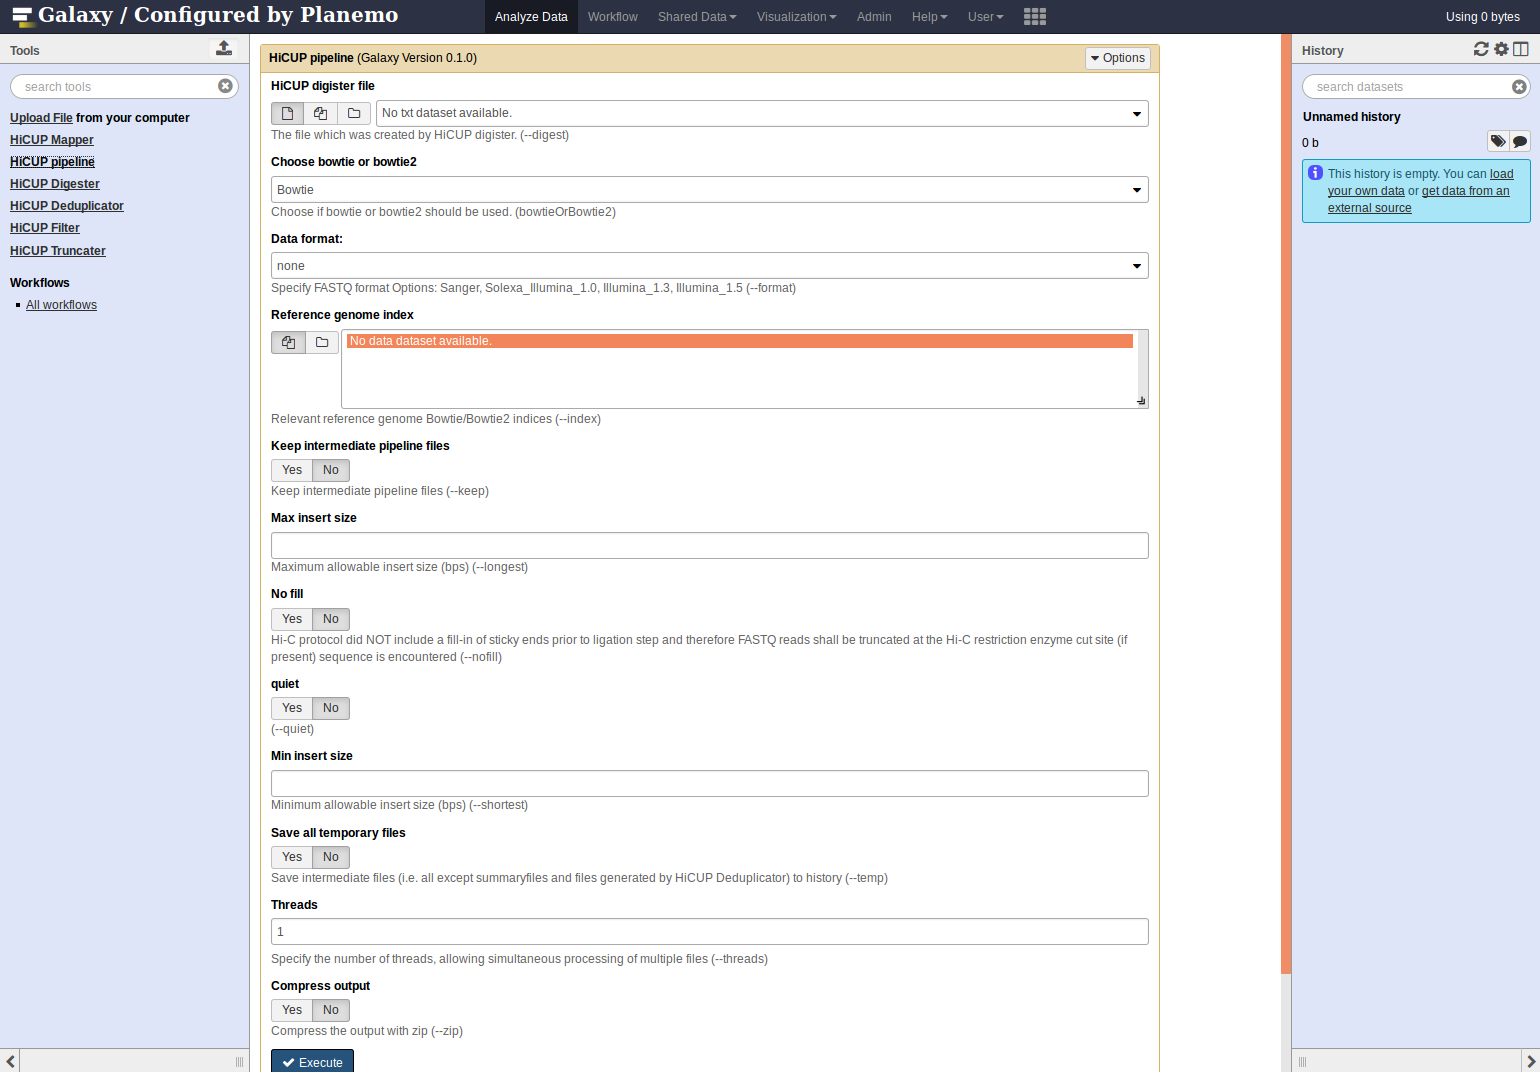 Galaxy / Configured by Planemo
Analyze Data Workflow Shared Data Visualization Admin Help User
Using 0 bytes
Tools
search tools
Upload File from your computer
HiCUP Mapper
HiCUP pipeline
HiCUP Digester
HiCUP Deduplicator
HiCUP Filter
HiCUP Truncater
Workflows
All workflows
HiCUP pipeline (Galaxy Version 0.1.0)
Options
HiCUP digister file
No txt dataset available.
The file which was created by HiCUP digister. (--digest)
Choose bowtie or bowtie2
Bowtie
Choose if bowtie or bowtie2 should be used. (bowtieOrBowtie2)
Data format:
none
Specify FASTQ format Options: Sanger, Solexa_Illumina_1.0, Illumina_1.3, Illumina_1.5 (--format)
Reference genome index
No data dataset available.
Relevant reference genome Bowtie/Bowtie2 indices (--index)
Keep intermediate pipeline files
Yes No
Keep intermediate pipeline files (--keep)
Max insert size
Maximum allowable insert size (bps) (--longest)
No fill
Yes No
Hi-C protocol did NOT include a fill-in of sticky ends prior to ligation step and therefore FASTQ reads shall be truncated at the Hi-C restriction enzyme cut site (if
present) sequence is encountered (--nofill)
quiet
Yes No
(--quiet)
Min insert size
Minimum allowable insert size (bps) (--shortest)
Save all temporary files
Yes No
Save intermediate files (i.e. all except summaryfiles and files generated by HiCUP Deduplicator) to history (--temp)
Threads
1
Specify the number of threads, allowing simultaneous processing of multiple files (--threads)
Compress output
Yes No
Compress the output with zip (--zip)
Execute
History
search datasets
Unnamed history
0 b
This history is empty. You can load
your own data or get data from an
external source